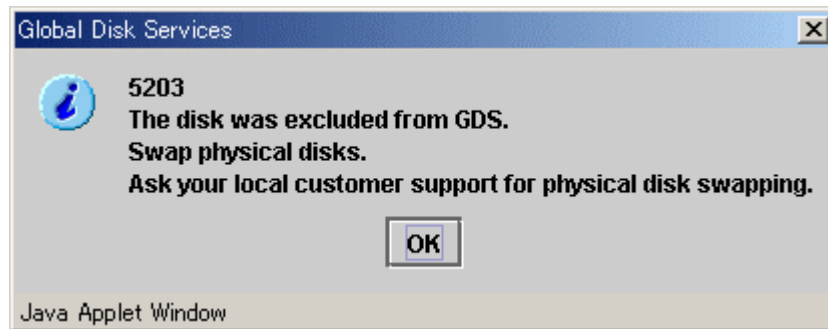 Global Disk Services
5203
The disk was excluded from GDS.
Swap physical disks.
Ask your local customer support for physical disk swapping.
OK
Java Applet Window